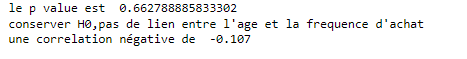 le p value est  0.662788885833302
conserver H0,pas de lien entre l'age et la frequence d'achat
une correlation négative de  -0.107